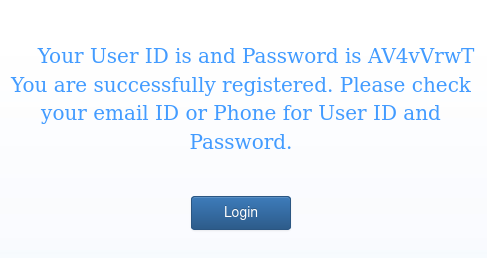 Your User ID is and Password is AV4vVrwT
You are successfully registered. Please check
your email ID or Phone for User ID and
Password.
Login